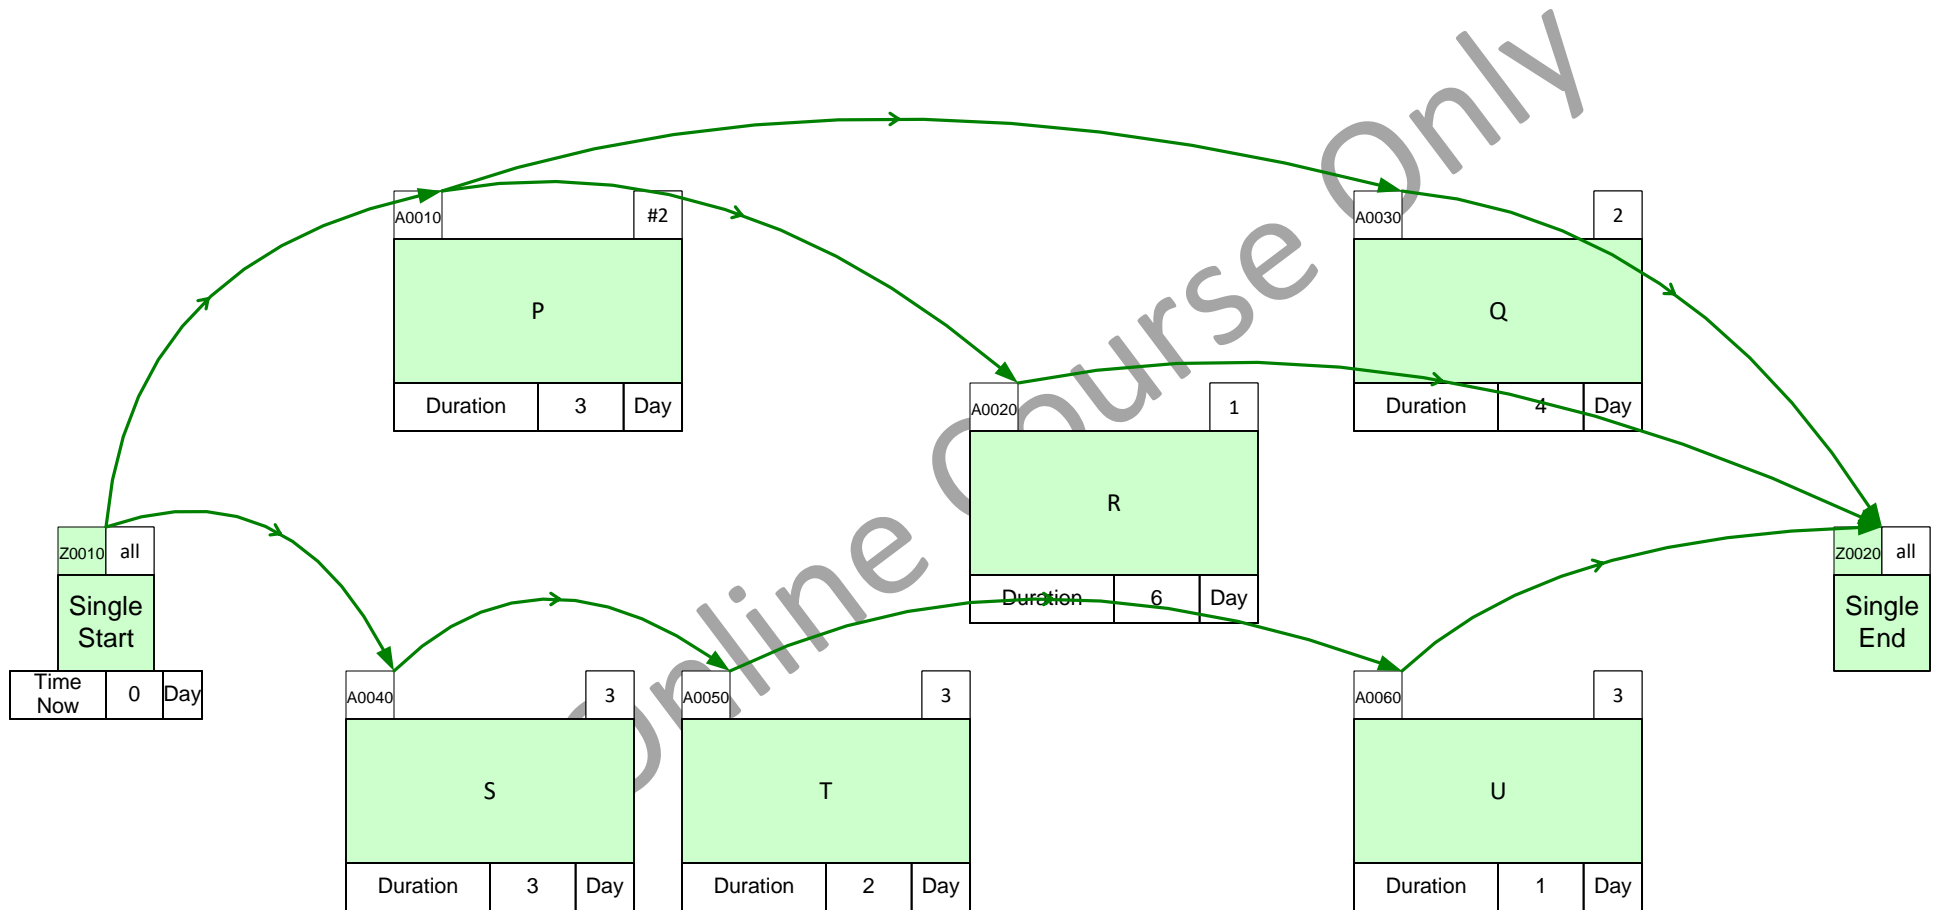 Online Course Only
A0010
#2
P
Duration 3 Day
A0030
2
Q
Duration 4 Day
A0020
1
R
Duration 6 Day
Z0010
all
Single
Start
Time
Now
0
Day
Z0020
all
Single
End
A0040
3
S
Duration 3 Day
A0050
3
T
Duration 2 Day
A0060
3
U
Duration 1 Day